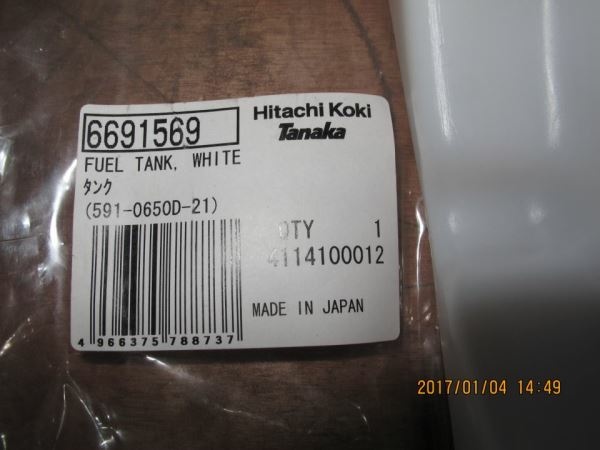 6691569
Hitachi Koki
Tanaka
FUEL TANK, WHITE
ﾀﾝｸ
(591-0650D-21)
QTY 1
4114100012
MADE IN JAPAN
4 966375 788737
2017/01/04 14:49